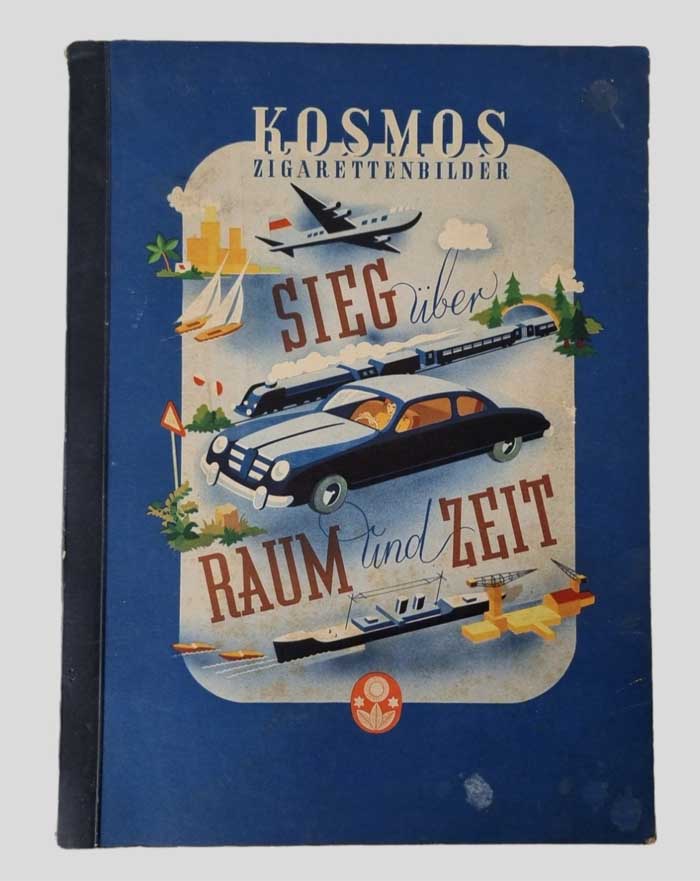 KOSMOS
ZIGARETTENBILDER
SIEG über
RAUM und ZEIT